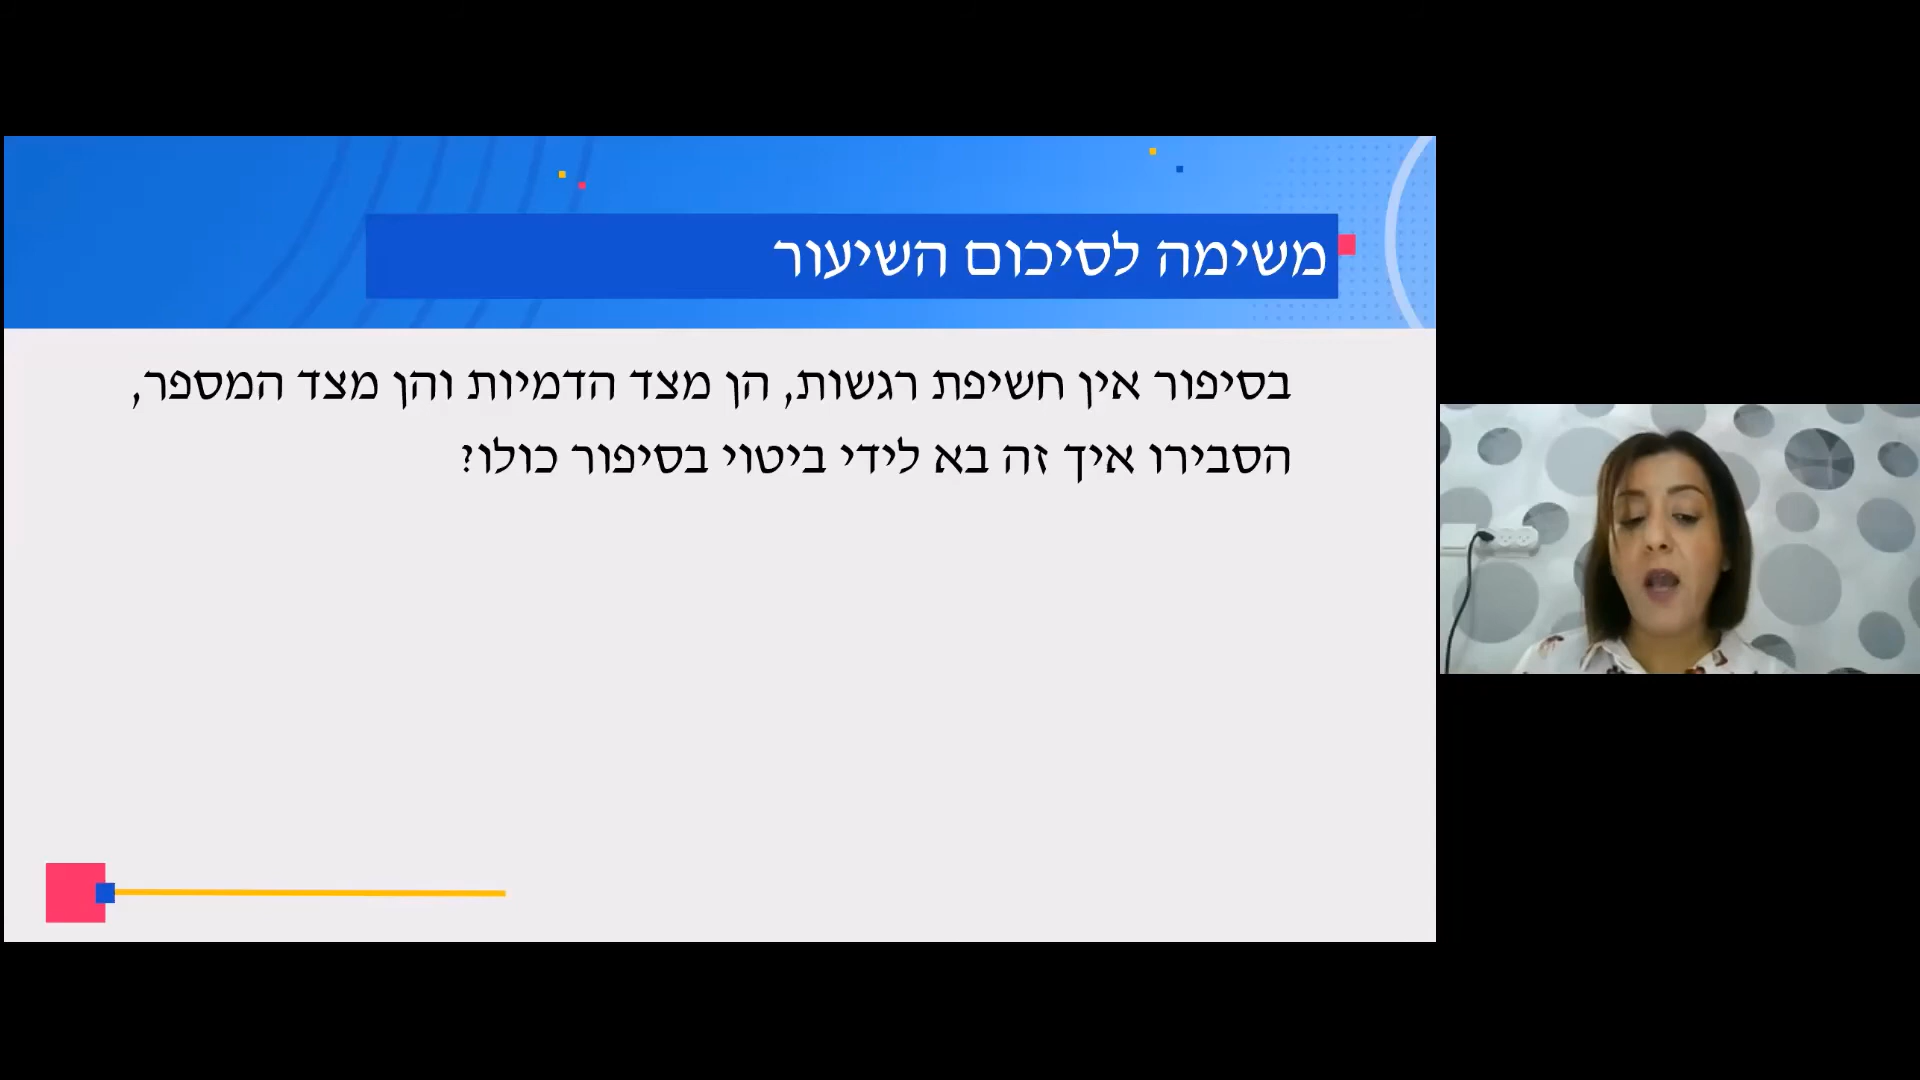 משימה לסיכום השיעור
בסיפור אין חשיפת רגשות, הן מצד הדמיות והן מצד המספר,
הסבירו איך זה בא לידי ביטוי בסיפור כולו?